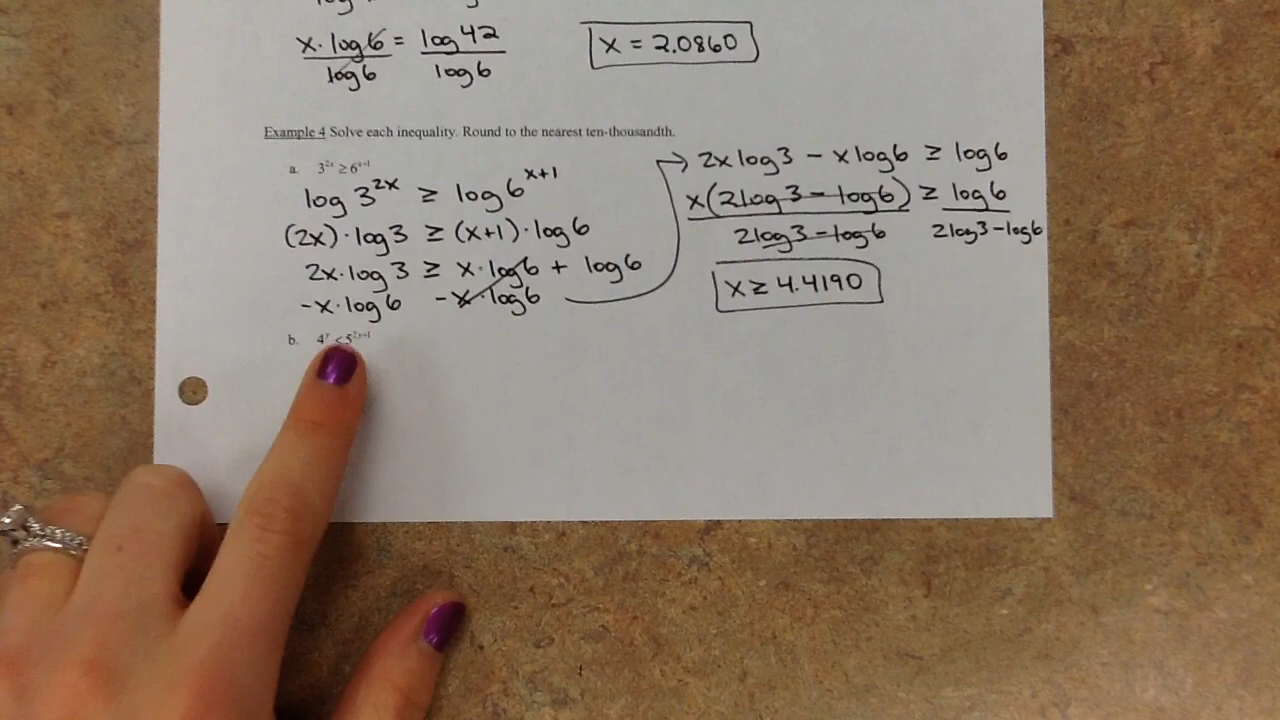 x·log6 = log42
log6 log6
x = 2.0860
Example 4 Solve each inequality. Round to the nearest ten-thousandth.
a. 3^2x ≥ 6^x+1
log 3^2x ≥ log 6^x+1
(2x)·log3 ≥ (x+1)·log6
2x·log3 ≥ x·log6 + log6
-x·log6 -x·log6
2x log3 - x log6 ≥ log6
x(2log3 - log6) ≥ log6
2log3-log6 2log3-log6
x ≥ 4.4190
b. 4^y < 5^2y+1